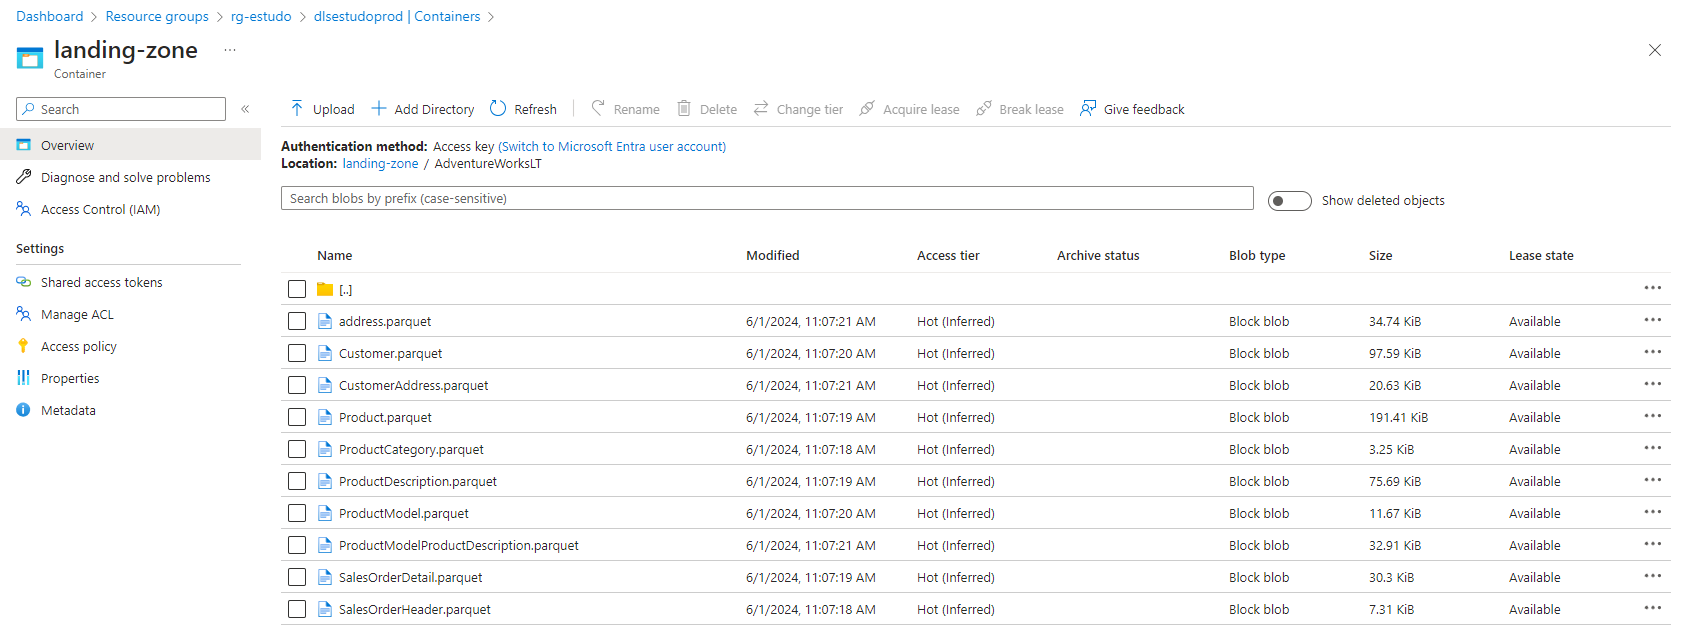 Dashboard > Resource groups > rg-estudo > dlsestudoprod | Containers >
landing-zone ...
Container
Search «
Upload Add Directory Refresh Rename Delete Change tier Acquire lease Break lease Give feedback
Overview
Diagnose and solve problems
Access Control (IAM)
Settings
Shared access tokens
Manage ACL
Access policy
Properties
Metadata
Authentication method: Access key (Switch to Microsoft Entra user account)
Location: landing-zone / AdventureWorksLT
Search blobs by prefix (case-sensitive)
Show deleted objects
Name Modified Access tier Archive status Blob type Size Lease state
[..]
address.parquet 6/1/2024, 11:07:21 AM Hot (Inferred) Block blob 34.74 KiB Available
Customer.parquet 6/1/2024, 11:07:20 AM Hot (Inferred) Block blob 97.59 KiB Available
CustomerAddress.parquet 6/1/2024, 11:07:21 AM Hot (Inferred) Block blob 20.63 KiB Available
Product.parquet 6/1/2024, 11:07:19 AM Hot (Inferred) Block blob 191.41 KiB Available
ProductCategory.parquet 6/1/2024, 11:07:18 AM Hot (Inferred) Block blob 3.25 KiB Available
ProductDescription.parquet 6/1/2024, 11:07:19 AM Hot (Inferred) Block blob 75.69 KiB Available
ProductModel.parquet 6/1/2024, 11:07:20 AM Hot (Inferred) Block blob 11.67 KiB Available
ProductModelProductDescription.parquet 6/1/2024, 11:07:21 AM Hot (Inferred) Block blob 32.91 KiB Available
SalesOrderDetail.parquet 6/1/2024, 11:07:19 AM Hot (Inferred) Block blob 30.3 KiB Available
SalesOrderHeader.parquet 6/1/2024, 11:07:18 AM Hot (Inferred) Block blob 7.31 KiB Available